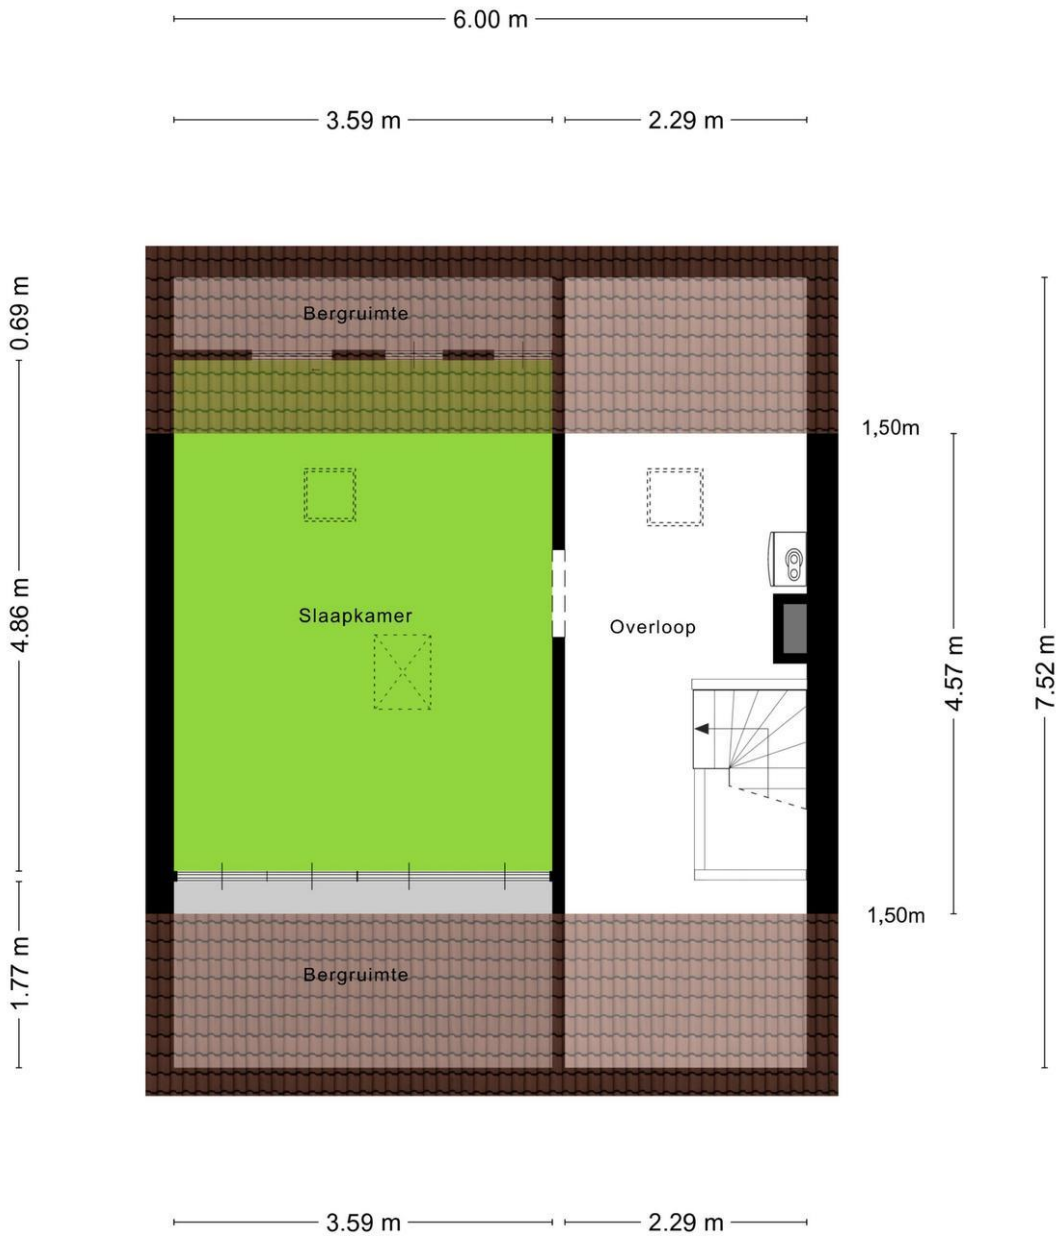 6.00 m
3.59 m
2.29 m
0.69 m
Bergruimte
1,50m
4.86 m
Slaapkamer
Overloop
4.57 m
7.52 m
1,50m
1.77 m
Bergruimte
3.59 m
2.29 m